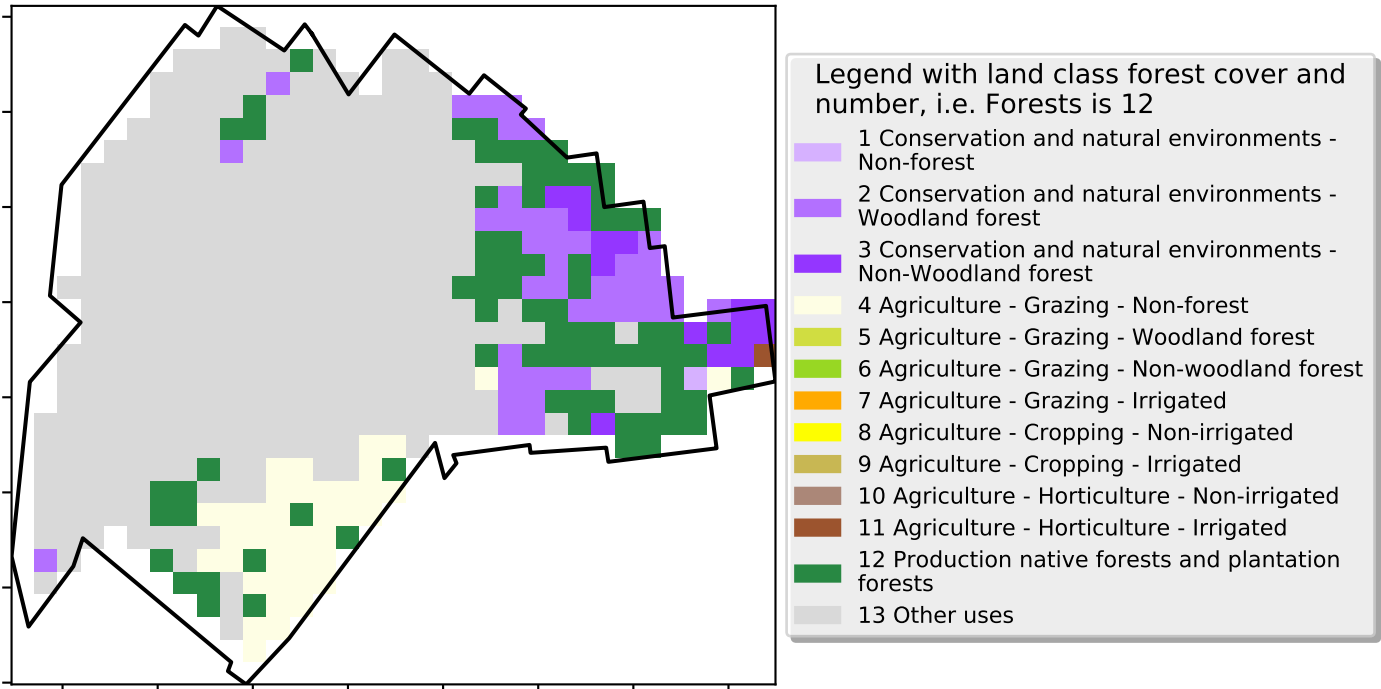 Legend with land class forest cover and
number, i.e. Forests is 12
1 Conservation and natural environments -
Non-forest
2 Conservation and natural environments -
Woodland forest
3 Conservation and natural environments -
Non-Woodland forest
4 Agriculture - Grazing - Non-forest
5 Agriculture - Grazing - Woodland forest
6 Agriculture - Grazing - Non-woodland forest
7 Agriculture - Grazing - Irrigated
8 Agriculture - Cropping - Non-irrigated
9 Agriculture - Cropping - Irrigated
10 Agriculture - Horticulture - Non-irrigated
11 Agriculture - Horticulture - Irrigated
12 Production native forests and plantation
forests
13 Other uses